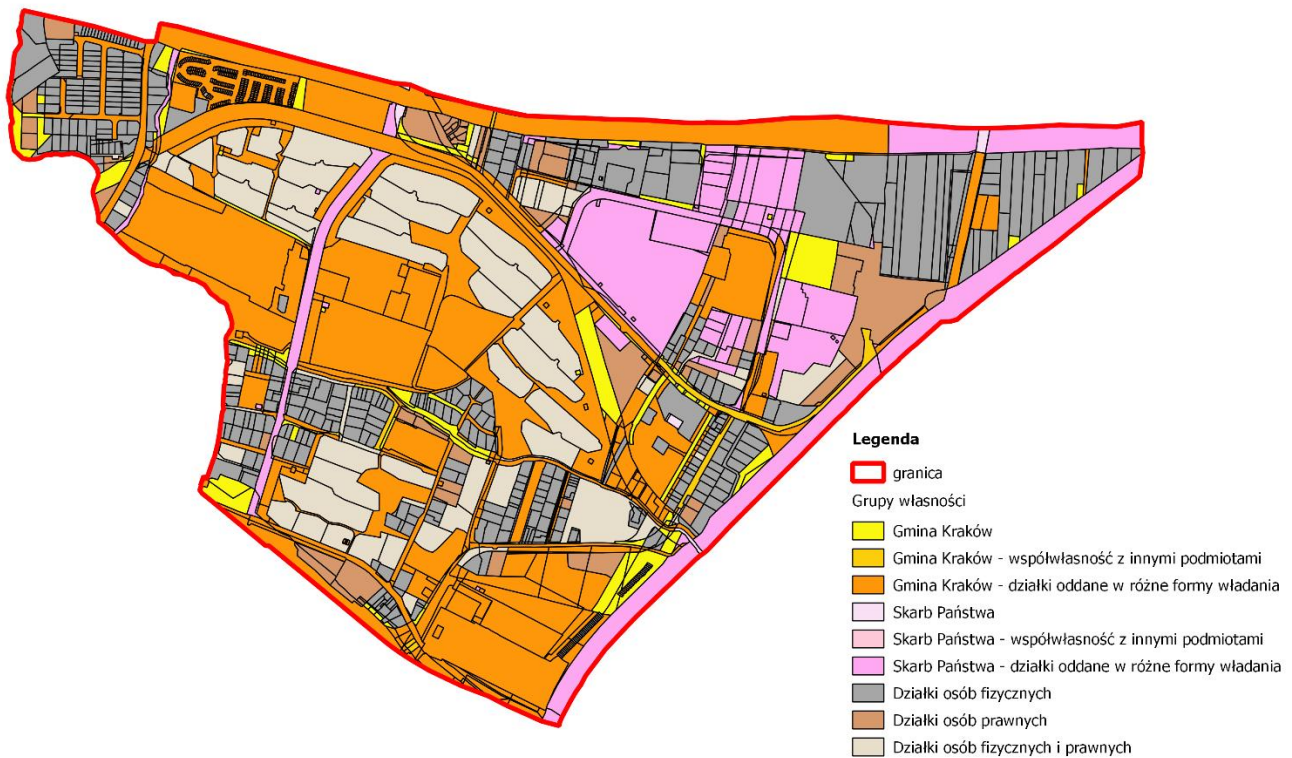 Legenda
granica
Grupy własności
Gmina Kraków
Gmina Kraków - współwłasność z innymi podmiotami
Gmina Kraków - działki oddane w różne formy władania
Skarb Państwa
Skarb Państwa - współwłasność z innymi podmiotami
Skarb Państwa - działki oddane w różne formy władania
Działki osób fizycznych
Działki osób prawnych
Działki osób fizycznych i prawnych